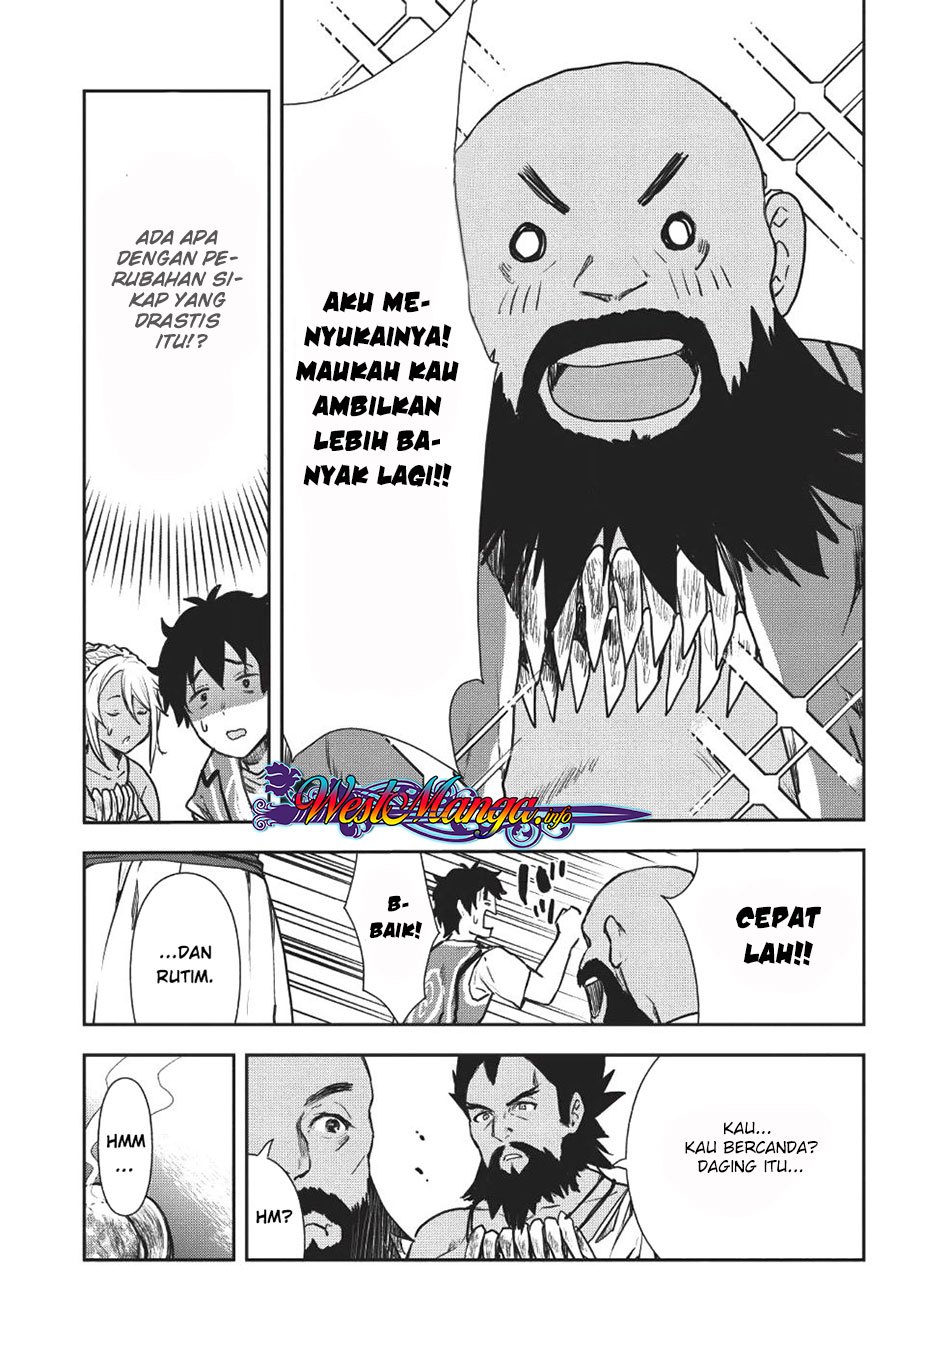 AKU ME-
NYUKAINYA!
MAUKAH KAU
AMBILKAN
LEBIH BA-
NYAK LAGI!!
ADA APA
DENGAN PE-
RUBAHAN SI-
KAP YANG
DRASTIS
ITU!?
WestManga.info
CEPAT
LAH!!
B-
BAIK!
...DAN
RUTIM.
KAU...
KAU BERCANDA?
DAGING ITU...
HM?
HMM
...